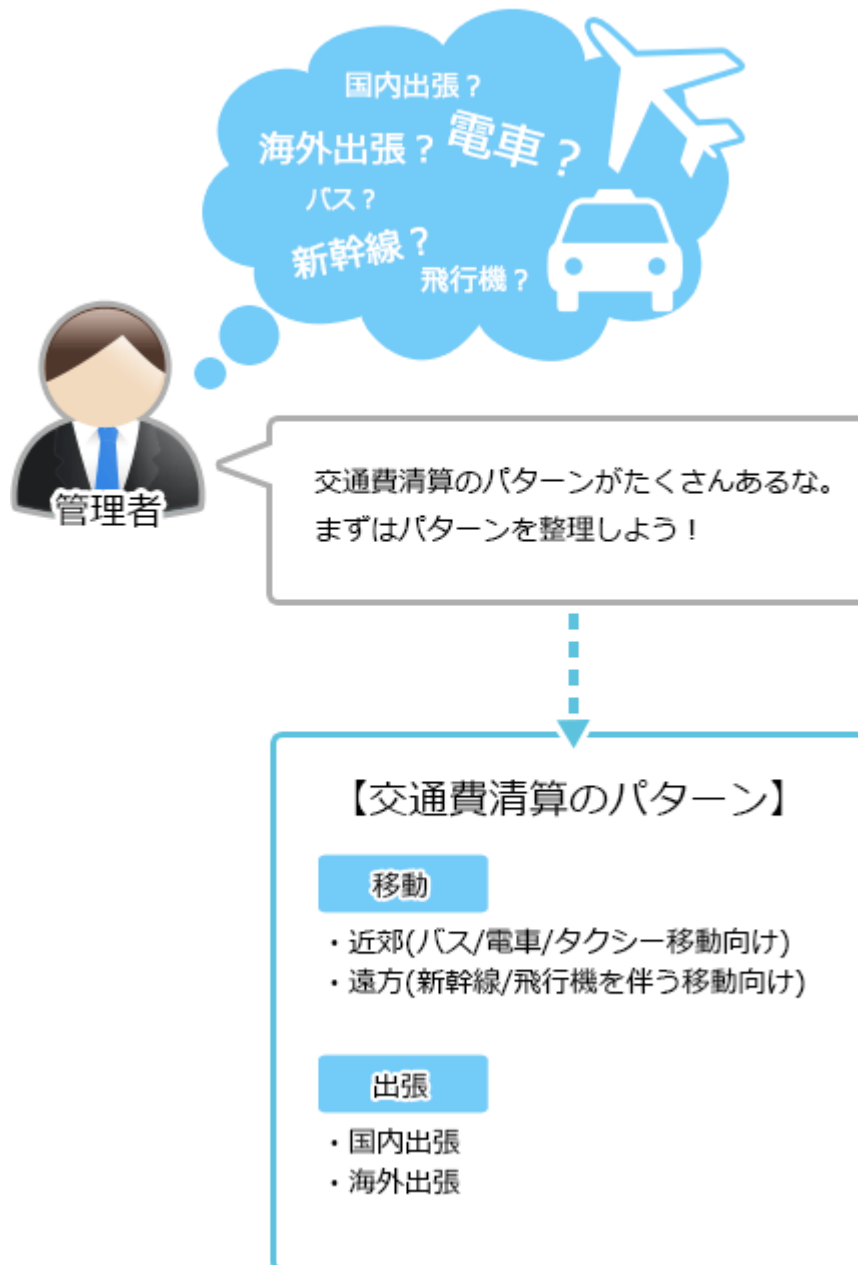 国内出張？
海外出張？
電車？
バス？
新幹線？
飛行機？
管理者
交通費清算のパターンがたくさんあるな。
まずはパターンを整理しよう！
【交通費清算のパターン】
移動
・近郊(バス/電車/タクシー移動向け)
・遠方(新幹線/飛行機を伴う移動向け)
出張
・国内出張
・海外出張